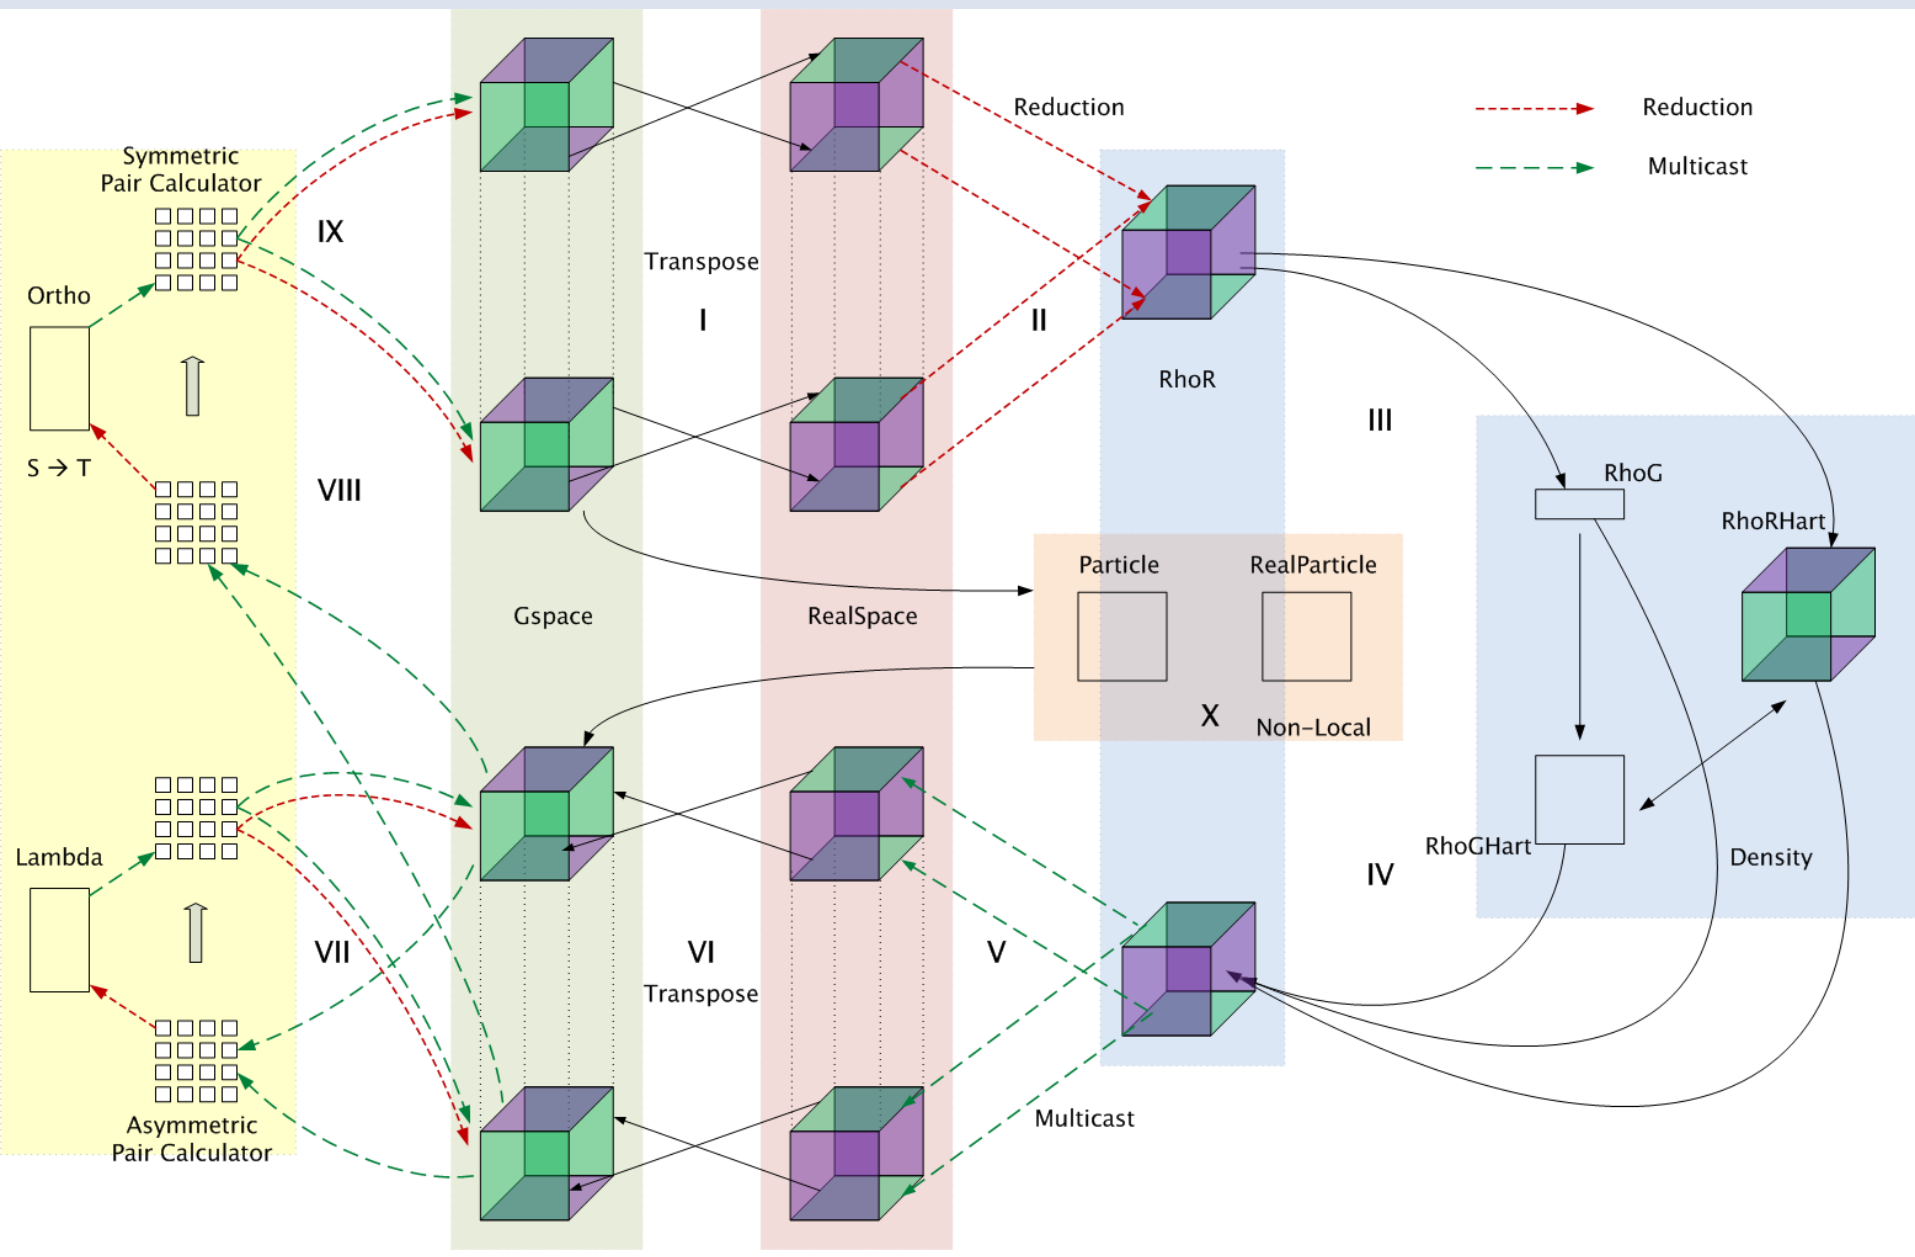 Reduction
Reduction
Multicast
Symmetric
Pair Calculator
IX
Transpose
Ortho
I
II
RhoR
III
S → T
VIII
RhoG
RhoRHart
Particle
RealParticle
Gspace
RealSpace
X
Non-Local
RhoGHart
Density
Lambda
IV
VII
VI
V
Transpose
Multicast
Asymmetric
Pair Calculator